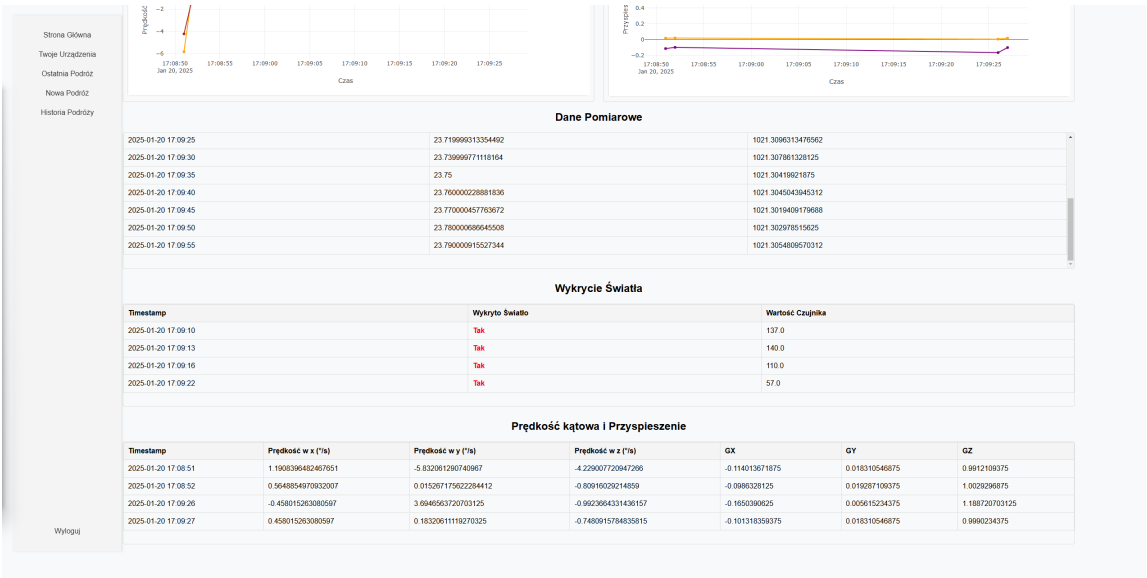 Strona Główna
Twoje Urządzenia
Ostatnia Podróż
Nowa Podróż
Historia Podróży
Wyloguj
Prędkość
−2
−4
−6
17:08:50 17:08:55 17:09:00 17:09:05 17:09:10 17:09:15 17:09:20 17:09:25
Jan 20, 2025
Czas
Przyspies
0.4
0.2
0
−0.2
17:08:50 17:08:55 17:09:00 17:09:05 17:09:10 17:09:15 17:09:20 17:09:25
Jan 20, 2025
Czas
Dane Pomiarowe
2025-01-20 17:09:25 23.719999313354492 1021.3096313476562
2025-01-20 17:09:30 23.739999771118164 1021.307861328125
2025-01-20 17:09:35 23.75 1021.30419921875
2025-01-20 17:09:40 23.760000228881836 1021.3045043945312
2025-01-20 17:09:45 23.770000457763672 1021.3019409179688
2025-01-20 17:09:50 23.780000686645508 1021.302978515625
2025-01-20 17:09:55 23.790000915527344 1021.3054809570312
Wykrycie Światła
Timestamp Wykryto Światło Wartość Czujnika
2025-01-20 17:09:10 Tak 137.0
2025-01-20 17:09:13 Tak 140.0
2025-01-20 17:09:16 Tak 110.0
2025-01-20 17:09:22 Tak 57.0
Prędkość kątowa i Przyspieszenie
Timestamp Prędkość w x (°/s) Prędkość w y (°/s) Prędkość w z (°/s) GX GY GZ
2025-01-20 17:08:51 1.1908396482467651 -5.832061290740967 -4.229007720947266 -0.114013671875 0.018310546875 0.9912109375
2025-01-20 17:08:52 0.5648854970932007 0.015267175622284412 -0.80916029214859 -0.0986328125 0.019287109375 1.0029296875
2025-01-20 17:09:26 -0.458015263080597 3.6946563720703125 -0.9923664331436157 -0.1650390625 0.005615234375 1.188720703125
2025-01-20 17:09:27 0.458015263080597 0.18320611119270325 -0.7480915784835815 -0.101318359375 0.018310546875 0.9990234375